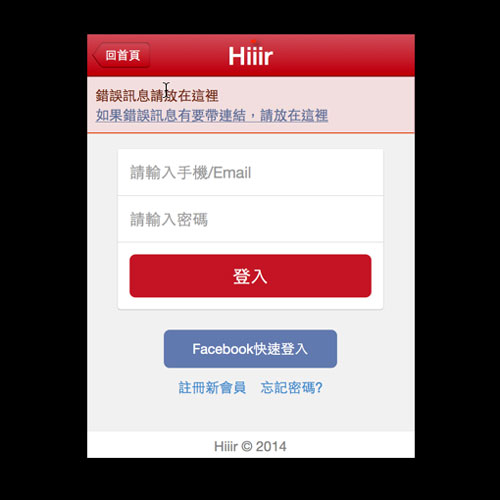 回首頁
Hiiir
錯誤訊息請放在這裡
如果錯誤訊息有要帶連結，請放在這裡
請輸入手機/Email
請輸入密碼
登入
Facebook快速登入
註冊新會員 忘記密碼?
Hiiir © 2014